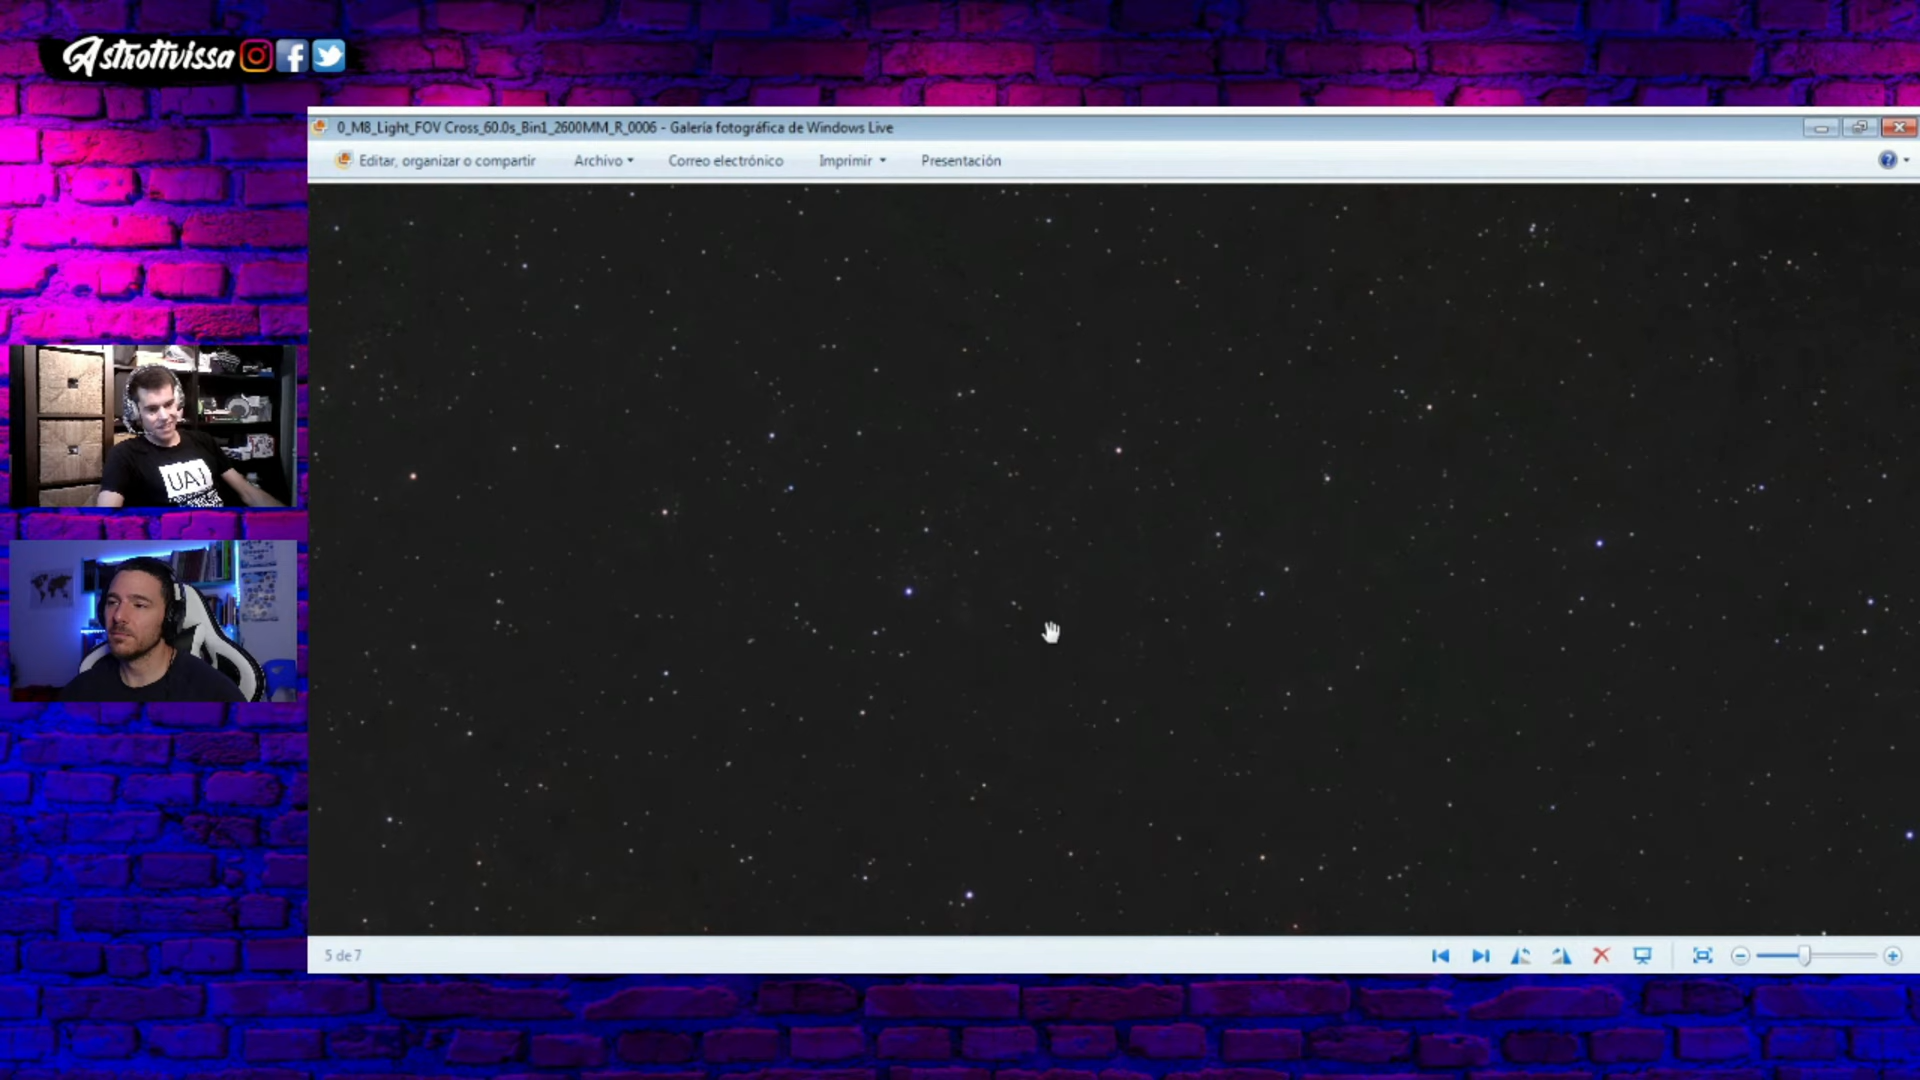 Astrottivissa
0_M8_Light_FOV Cross_60.0s_Bin1_2600MM_R_0006 - Galería fotográfica de Windows Live
Editar, organizar o compartir Archivo Correo electrónico Imprimir Presentación
UAI
5 de 7